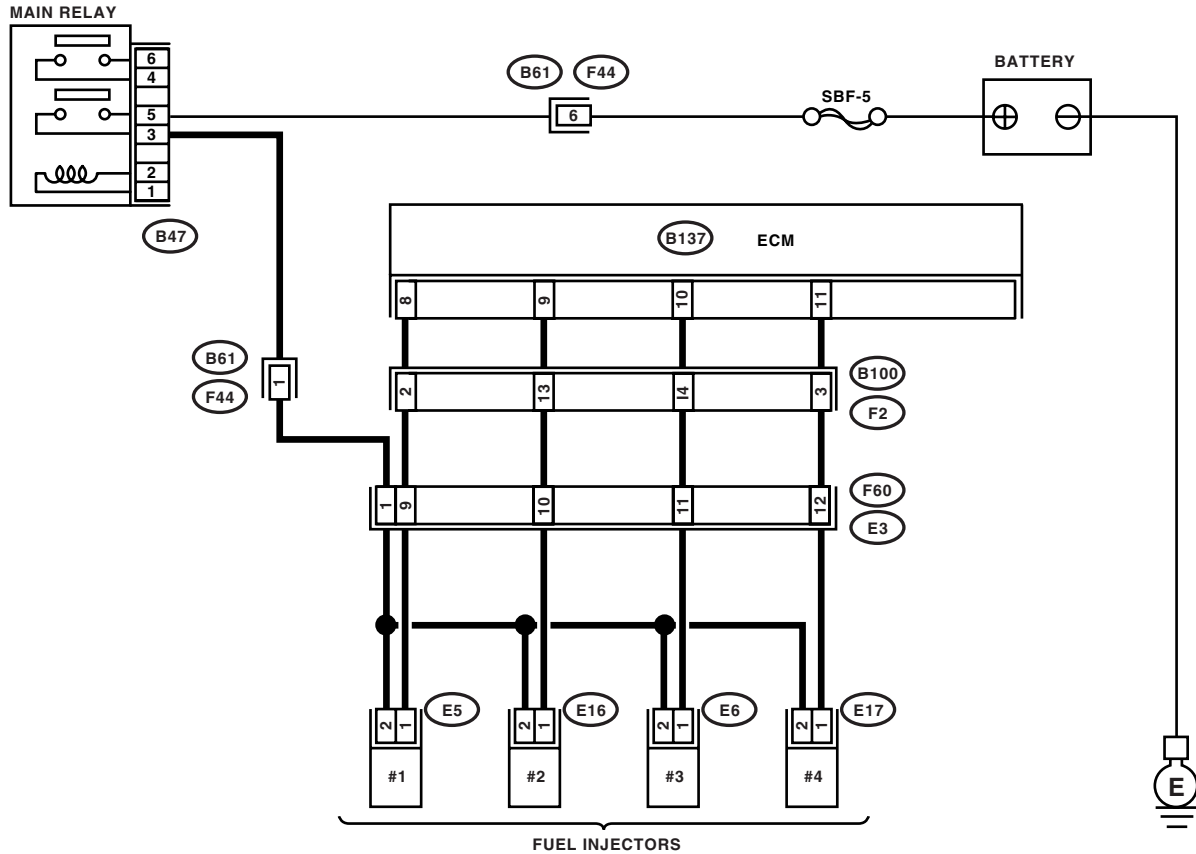 MAIN RELAY
6
4
5
3
2
1
B47
B61 F44
6
SBF-5
BATTERY
B137 ECM
8 9 10 11
B61
F44
1
2 13 I4 3
B100
F2
1 9 10 11 12
F60
E3
2 1 E5
2 1 E16
2 1 E6
2 1 E17
#1 #2 #3 #4
E
FUEL INJECTORS